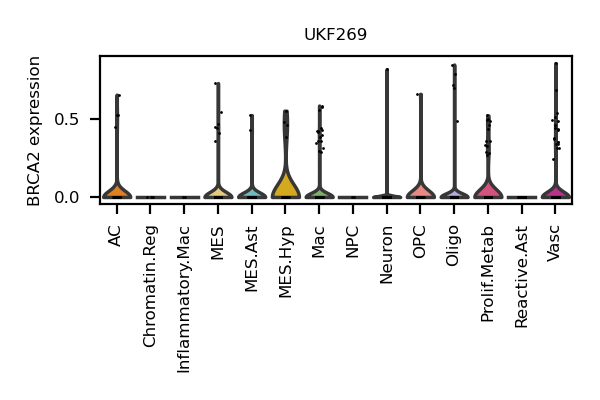 UKF269
BRCA2 expression
0.5
0.0
AC
Chromatin.Reg
Inflammatory.Mac
MES
MES.Ast
MES.Hyp
Mac
NPC
Neuron
OPC
Oligo
Prolif.Metab
Reactive.Ast
Vasc